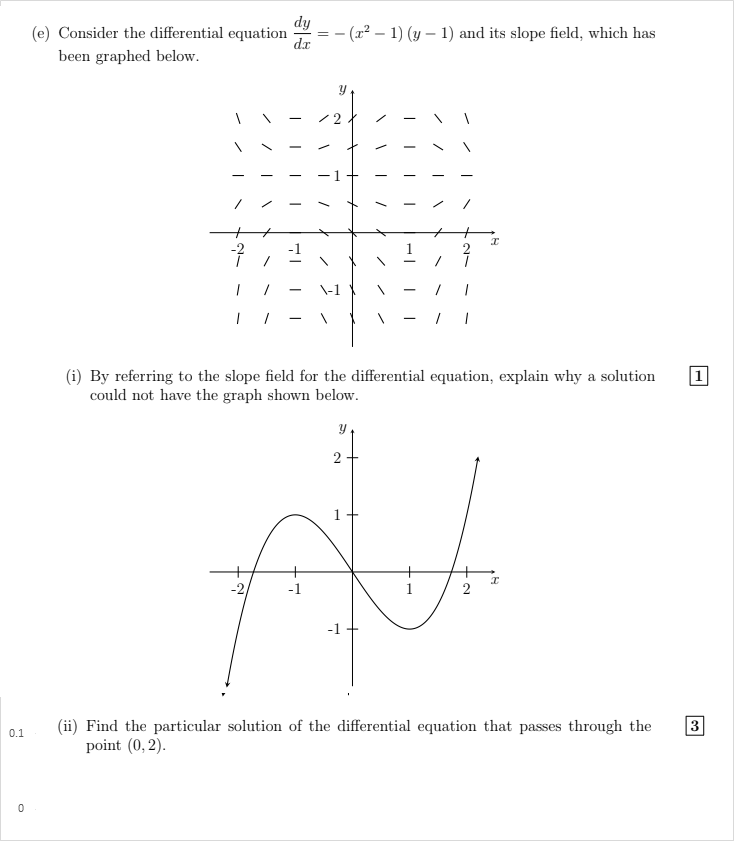 (e) Consider the differential equation dy/dx = − (x² − 1) (y − 1) and its slope field, which has
been graphed below.
y
2
1
x
-2 -1 1 2
-1
(i) By referring to the slope field for the differential equation, explain why a solution 1
could not have the graph shown below.
y
2
1
x
-2 -1 1 2
-1
(ii) Find the particular solution of the differential equation that passes through the 3
point (0, 2).
0.1
0